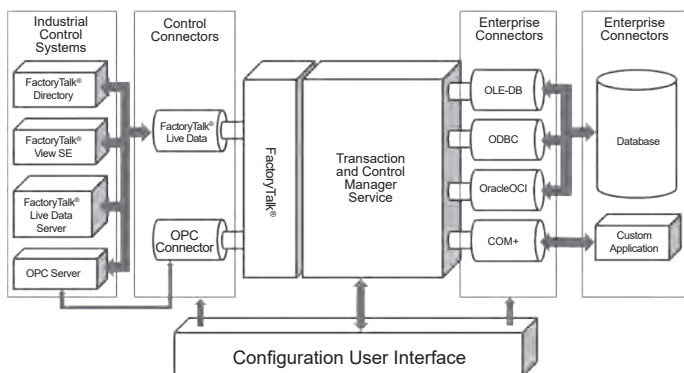 Industrial
Control
Systems
FactoryTalk®
Directory
FactoryTalk®
View SE
FactoryTalk®
Live Data
Server
OPC Server
Control
Connectors
FactoryTalk®
Live Data
OPC
Connector
FactoryTalk®
Transaction
and Control
Manager
Service
Enterprise
Connectors
OLE-DB
ODBC
OracleOCI
COM+
Enterprise
Connectors
Database
Custom
Application
Configuration User Interface